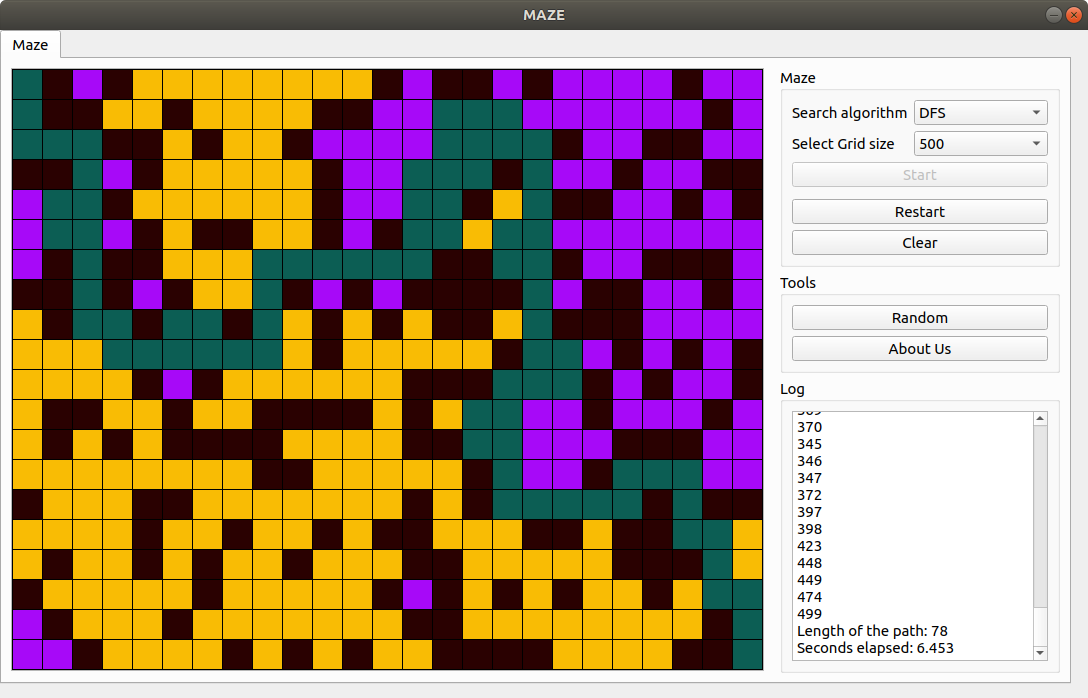 MAZE
Maze
Maze
Search algorithm DFS
Select Grid size 500
Start
Restart
Clear
Tools
Random
About Us
Log
370
345
346
347
372
397
398
423
448
449
474
499
Length of the path: 78
Seconds elapsed: 6.453